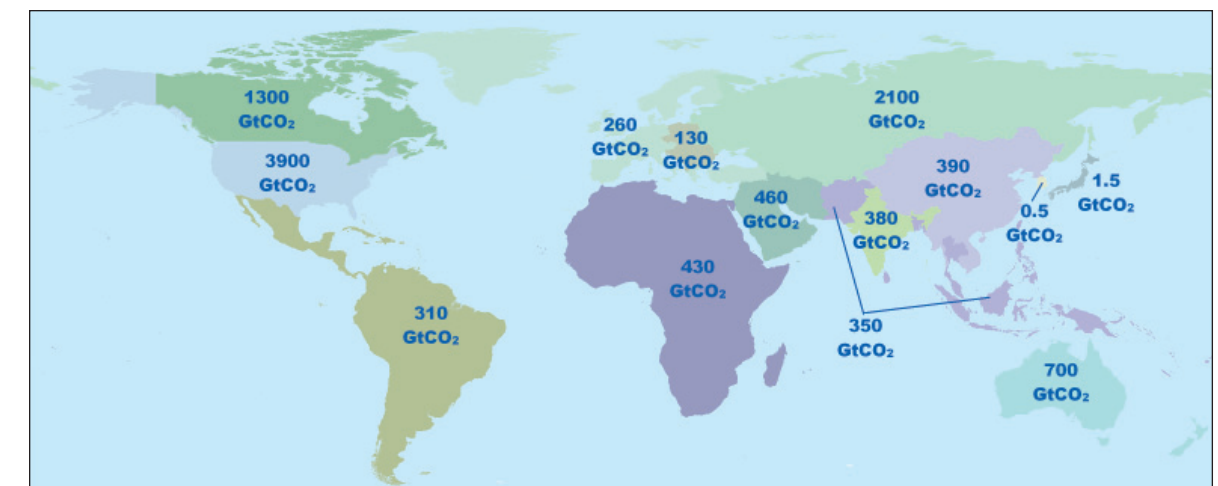 1300
GtCO₂
3900
GtCO₂
310
GtCO₂
260
GtCO₂
130
GtCO₂
430
GtCO₂
460
GtCO₂
2100
GtCO₂
390
GtCO₂
380
GtCO₂
350
GtCO₂
0.5
GtCO₂
1.5
GtCO₂
700
GtCO₂